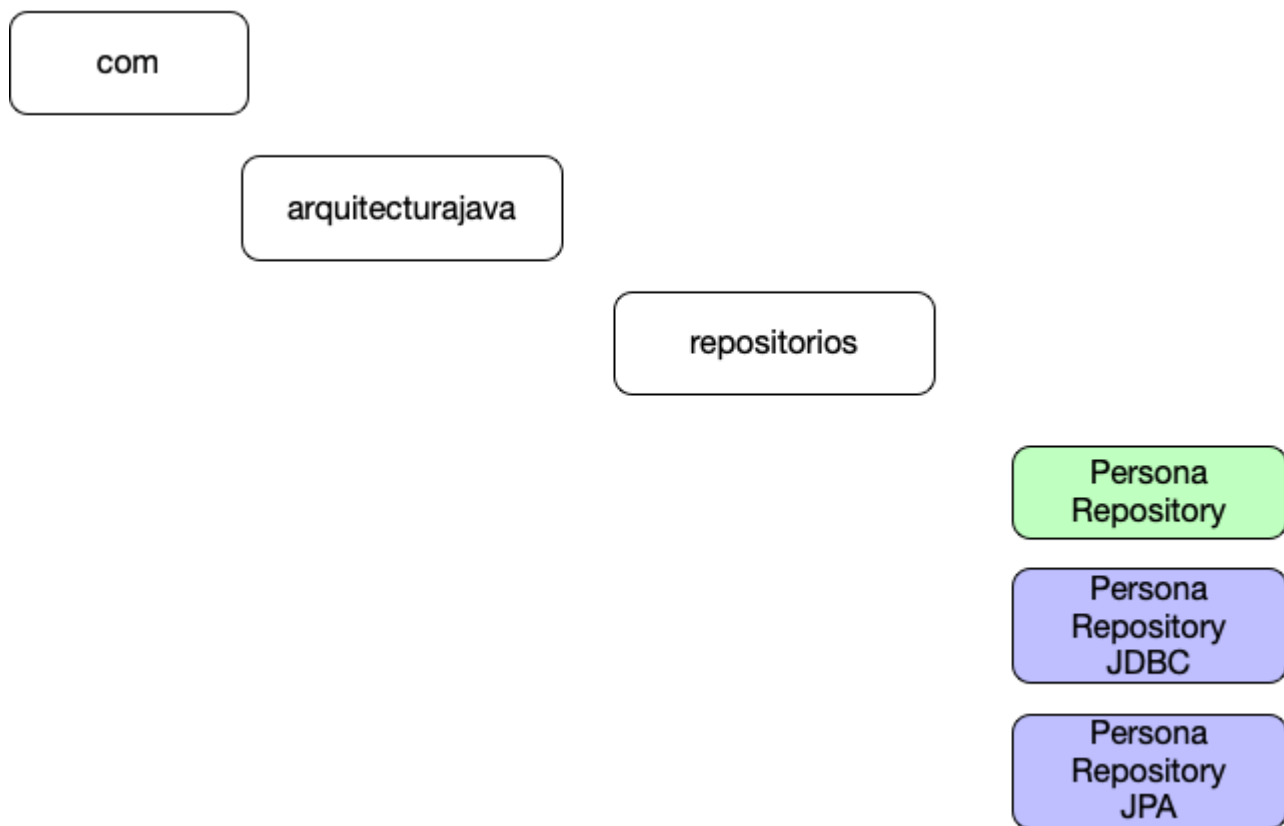 com
arquitecturajava
repositorios
Persona
Repository
Persona
Repository
JDBC
Persona
Repository
JPA